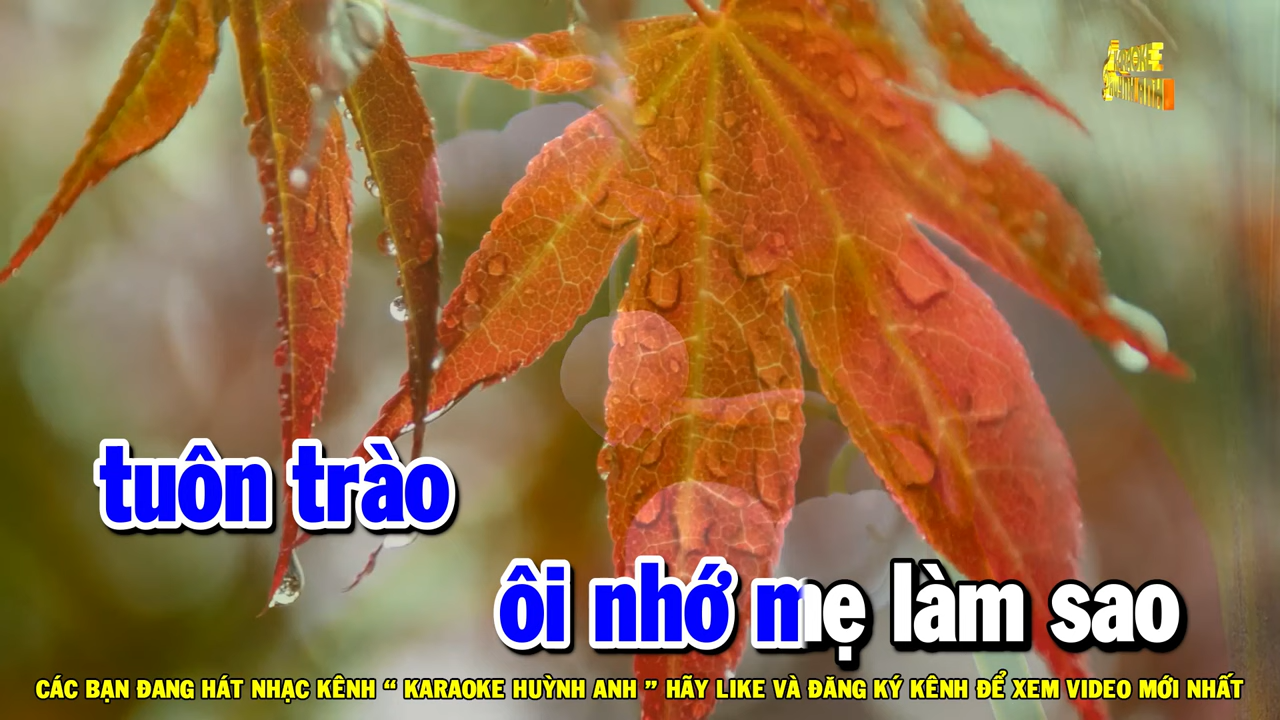 KARAOKE
tuôn trào
ôi nhớ mẹ làm sao
CÁC BẠN ĐANG HÁT NHẠC KÊNH “ KARAOKE HUỲNH ANH ” HÃY LIKE VÀ ĐĂNG KÝ KÊNH ĐỂ XEM VIDEO MỚI NHẤT